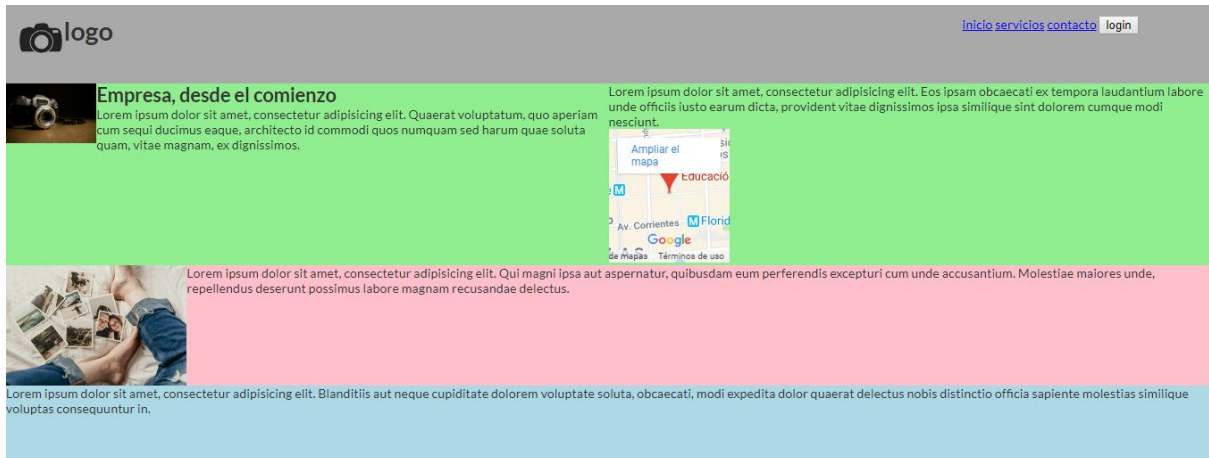 logo
inicio servicios contacto login
Empresa, desde el comienzo
Lorem ipsum dolor sit amet, consectetur adipisicing elit. Quaerat voluptatum, quo aperiam
cum sequi ducimus eaque, architecto id commodi quos numquam sed harum quae soluta
quam, vitae magnam, ex dignissimos.
Lorem ipsum dolor sit amet, consectetur adipisicing elit. Eos ipsam obcaecati ex tempora laudantium labore
unde officiis iusto earum dicta, provident vitae dignissimos ipsa similique sint dolorem cumque modi
nesciunt.
Ampliar el
mapa
Educació
M
Av. Corrientes M Florid
Google
de mapas Términos de uso
Lorem ipsum dolor sit amet, consectetur adipisicing elit. Qui magni ipsa aut aspernatur, quibusdam eum perferendis excepturi cum unde accusantium. Molestiae maiores unde,
repellendus deserunt possimus labore magnam recusandae delectus.
Lorem ipsum dolor sit amet, consectetur adipisicing elit. Blanditiis aut neque cupiditate dolorem voluptate soluta, obcaecati, modi expedita dolor quaerat delectus nobis distinctio officia sapiente molestias similique
voluptas consequuntur in.